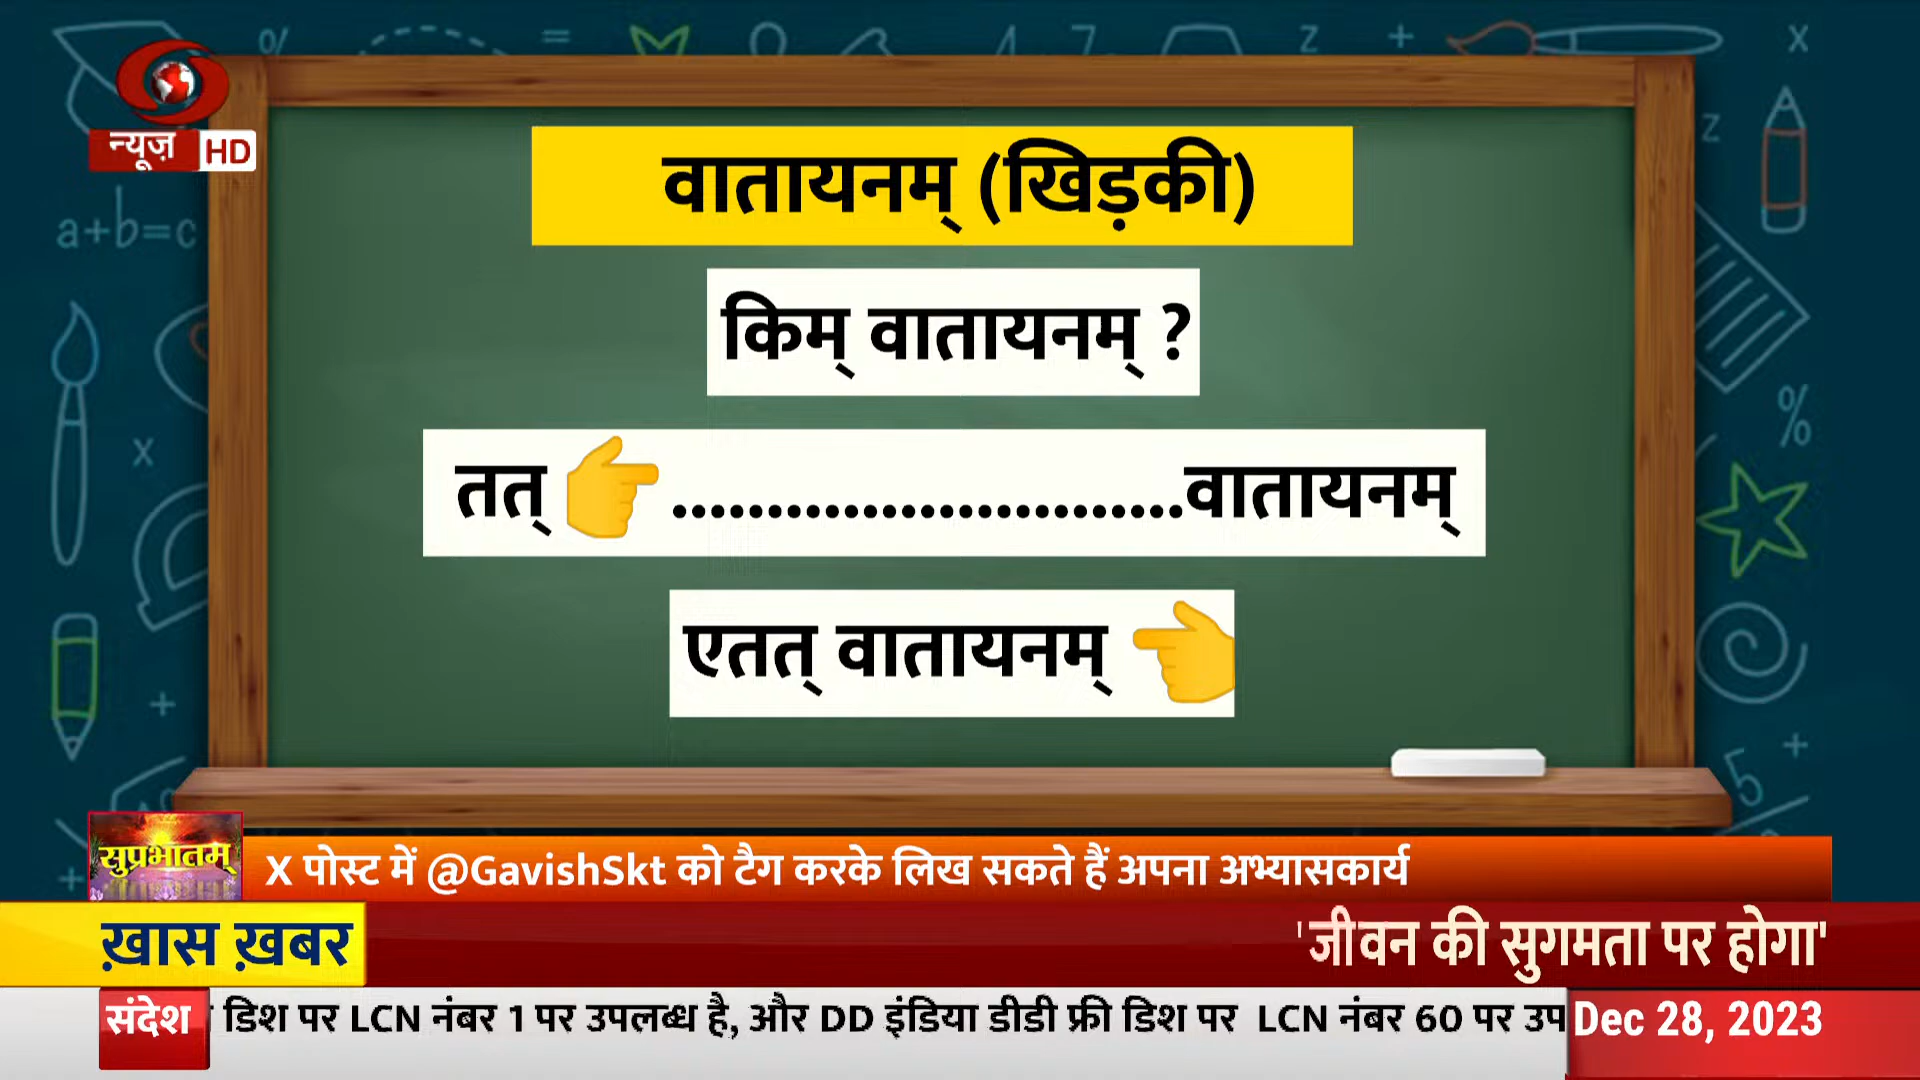 न्यूज़ HD
वातायनम् (खिड़की)
किम् वातायनम् ?
तत् 👉 ...........................वातायनम्
एतत् वातायनम् 👈
a+b=c
सुप्रभातम्
X पोस्ट में @GavishSkt को टैग करके लिख सकते हैं अपना अभ्यासकार्य
ख़ास ख़बर
'जीवन की सुगमता पर होगा'
संदेश
डिश पर LCN नंबर 1 पर उपलब्ध है, और DD इंडिया डीडी फ्री डिश पर LCN नंबर 60 पर उप
Dec 28, 2023